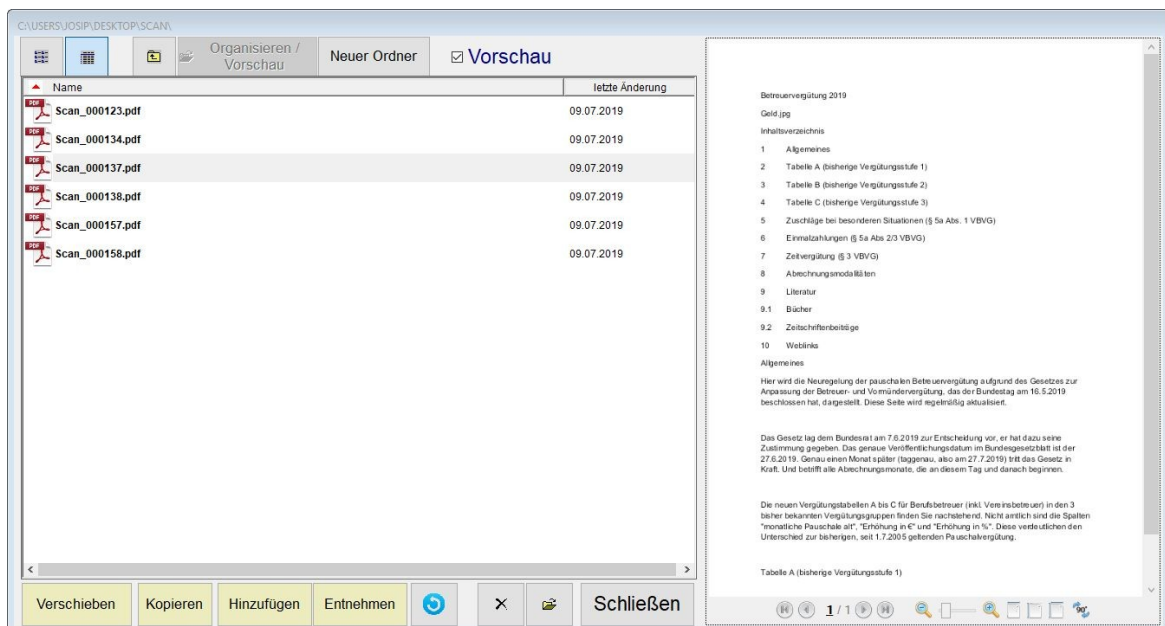 C:\USERS\JOSIP\DESKTOP\SCAN\
Organisieren /
Vorschau
Neuer Ordner
Vorschau
Name
letzte Änderung
PDF Scan_000123.pdf 09.07.2019
PDF Scan_000134.pdf 09.07.2019
PDF Scan_000137.pdf 09.07.2019
PDF Scan_000138.pdf 09.07.2019
PDF Scan_000157.pdf 09.07.2019
PDF Scan_000158.pdf 09.07.2019
Verschieben
Kopieren
Hinzufügen
Entnehmen
Schließen
Betreuervergütung 2019
Geld.jpg
Inhaltsverzeichnis
1 Allgemeines
2 Tabelle A (bisherige Vergütungsstufe 1)
3 Tabelle B (bisherige Vergütungsstufe 2)
4 Tabelle C (bisherige Vergütungsstufe 3)
5 Zuschläge bei besonderen Situationen (§ 5a Abs. 1 VBVG)
6 Einmalzahlungen (§ 5a Abs 2/3 VBVG)
7 Zeitvergütung (§ 3 VBVG)
8 Abrechnungsmodalitäten
9 Literatur
9.1 Bücher
9.2 Zeitschriftenbeiträge
10 Weblinks
Allgemeines
Hier wird die Neuregelung der pauschalen Betreuervergütung aufgrund des Gesetzes zur
Anpassung der Betreuer- und Vormündervergütung, das der Bundestag am 16.5.2019
beschlossen hat, dargestellt. Diese Seite wird regelmäßig aktualisiert.
Das Gesetz lag dem Bundesrat am 7.6.2019 zur Entscheidung vor, er hat dazu seine
Zustimmung gegeben. Das genaue Veröffentlichungsdatum im Bundesgesetzblatt ist der
27.6.2019. Genau einen Monat später (taggenau, also am 27.7.2019) tritt das Gesetz in
Kraft. Und betrifft alle Abrechnungsmonate, die an diesem Tag und danach beginnen.
Die neuen Vergütungstabellen A bis C für Berufsbetreuer (inkl. Vereinsbetreuer) in den 3
bisher bekannten Vergütungsgruppen finden Sie nachstehend. Nicht amtlich sind die Spalten
"monatliche Pauschale alt", "Erhöhung in €" und "Erhöhung in %". Diese verdeutlichen den
Unterschied zur bisherigen, seit 1.7.2005 geltenden Pauschalvergütung.
Tabelle A (bisherige Vergütungsstufe 1)
1 / 1
90°